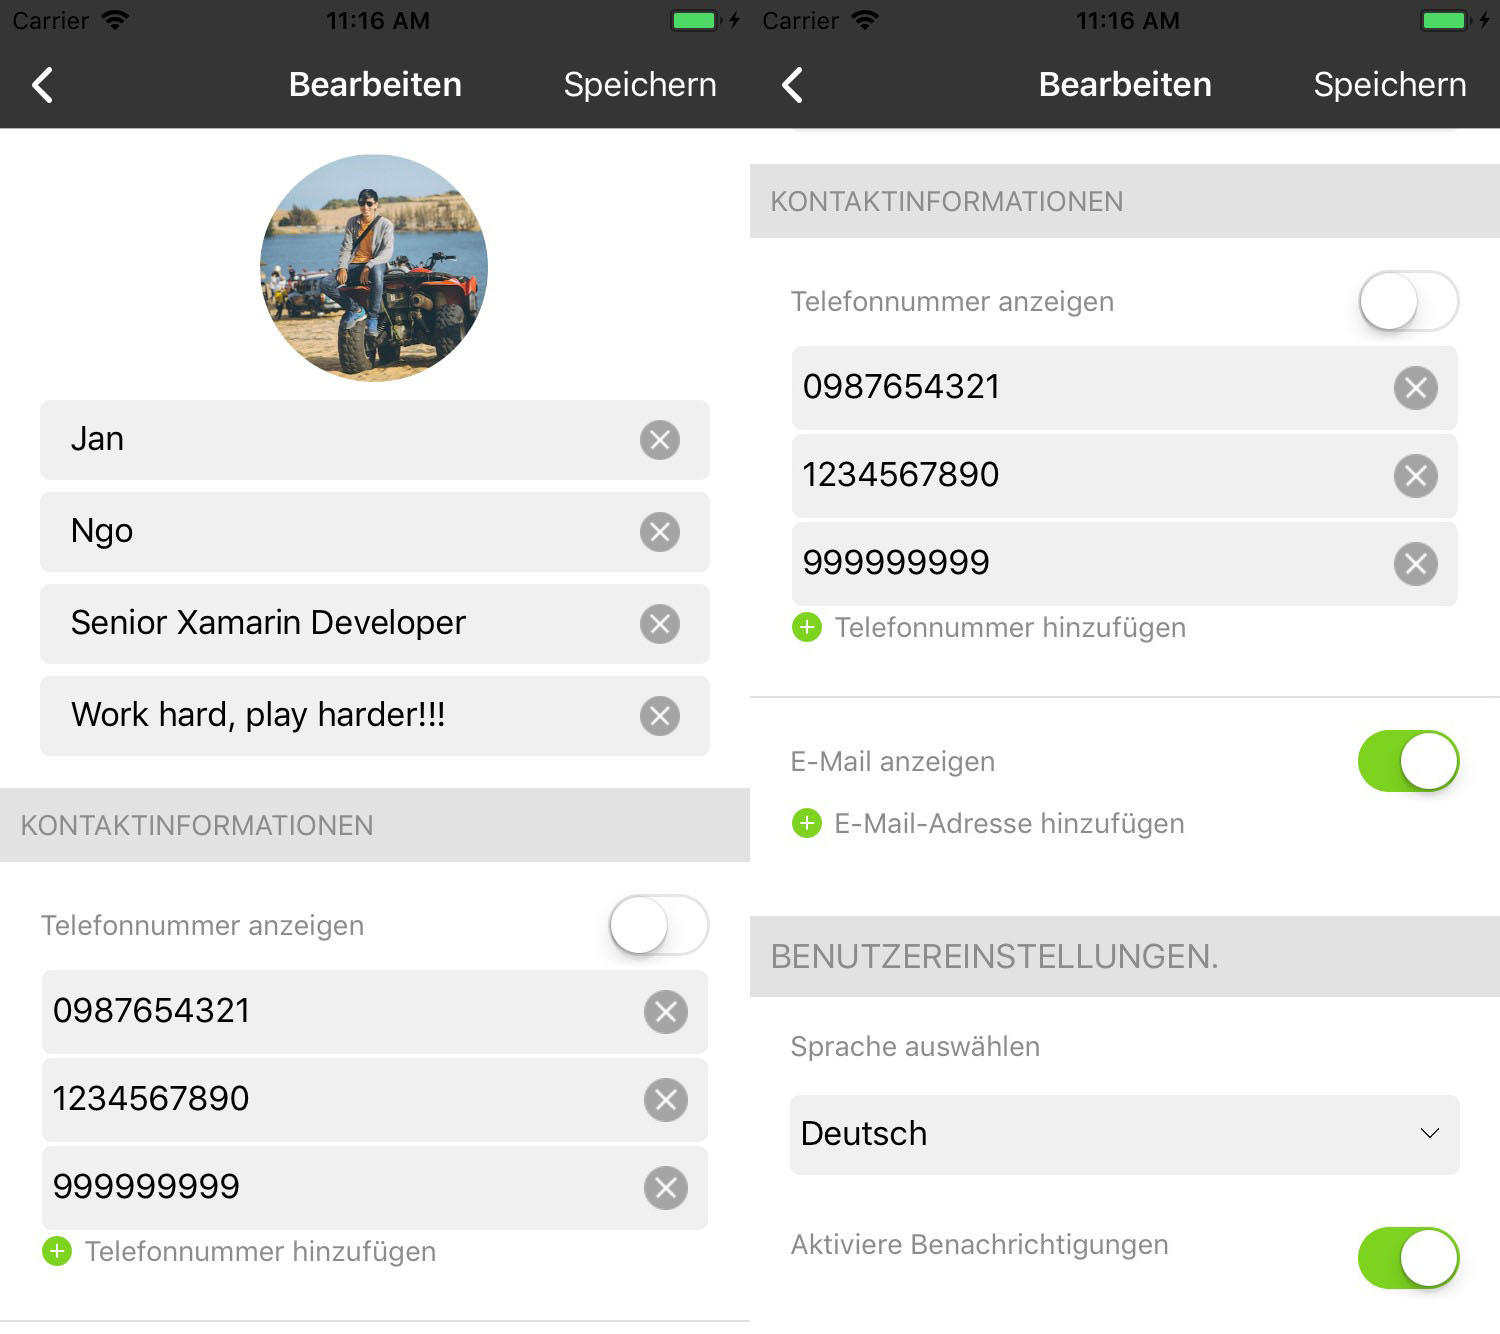 Carrier 11:16 AM
Bearbeiten Speichern
Jan
Ngo
Senior Xamarin Developer
Work hard, play harder!!!
KONTAKTINFORMATIONEN
Telefonnummer anzeigen
0987654321
1234567890
999999999
Telefonnummer hinzufügen
Carrier 11:16 AM
Bearbeiten Speichern
KONTAKTINFORMATIONEN
Telefonnummer anzeigen
0987654321
1234567890
999999999
Telefonnummer hinzufügen
E-Mail anzeigen
E-Mail-Adresse hinzufügen
BENUTZEREINSTELLUNGEN.
Sprache auswählen
Deutsch
Aktiviere Benachrichtigungen